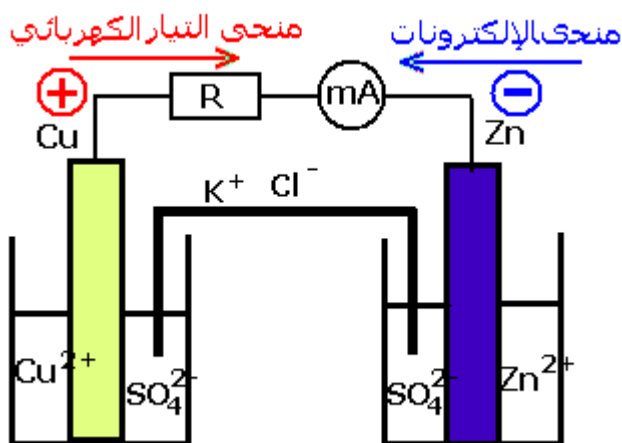 منحى التيار الكهربائي
منحى الإلكترونات
+
R
mA
−
Cu
Zn
K⁺ Cl⁻
Cu²⁺
SO₄²⁻
SO₄²⁻
Zn²⁺